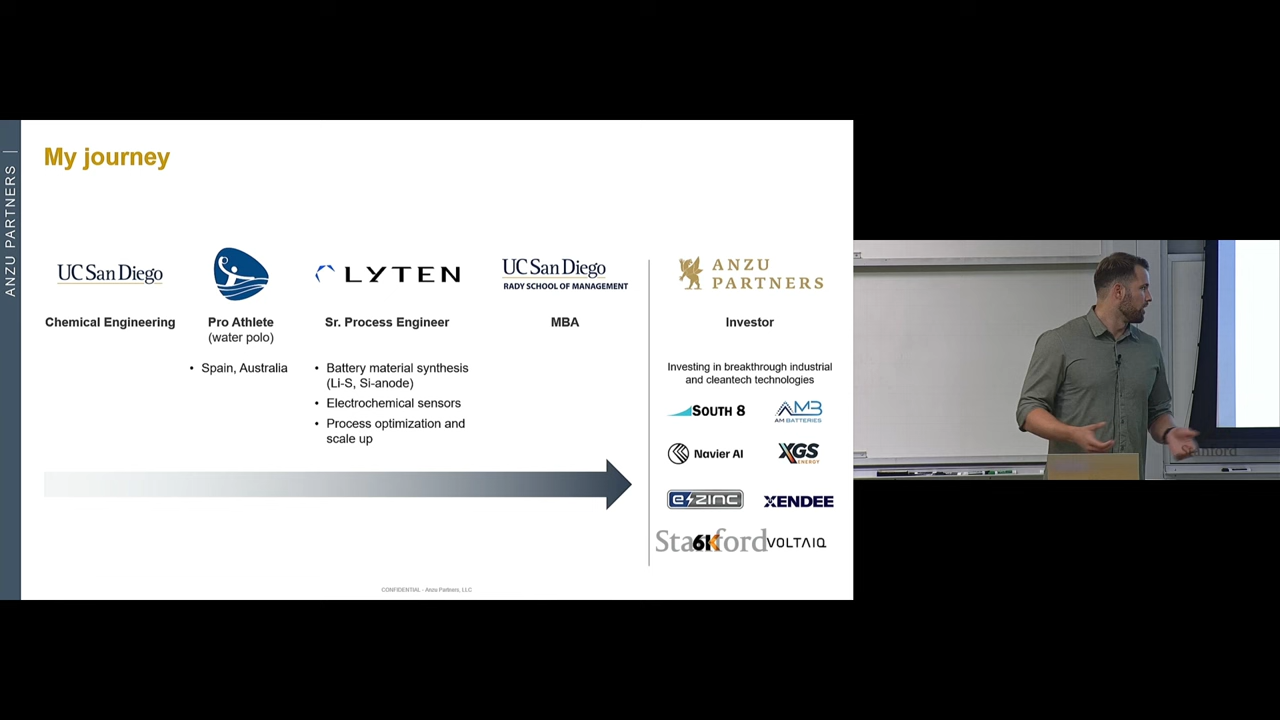 ANZU PARTNERS
My journey
UC San Diego
Chemical Engineering
Pro Athlete
(water polo)
• Spain, Australia
LYTEN
Sr. Process Engineer
• Battery material synthesis
(Li-S, Si-anode)
• Electrochemical sensors
• Process optimization and
scale up
UC San Diego
RADY SCHOOL OF MANAGEMENT
MBA
ANZU
PARTNERS
Investor
Investing in breakthrough industrial
and cleantech technologies
SOUTH 8
AMB
AM BATTERIES
Navier AI
XGS
ENERGY
e zinc
XENDEE
6K
VOLTAIQ
Stanford
CONFIDENTIAL - Anzu Partners, LLC
Stanford